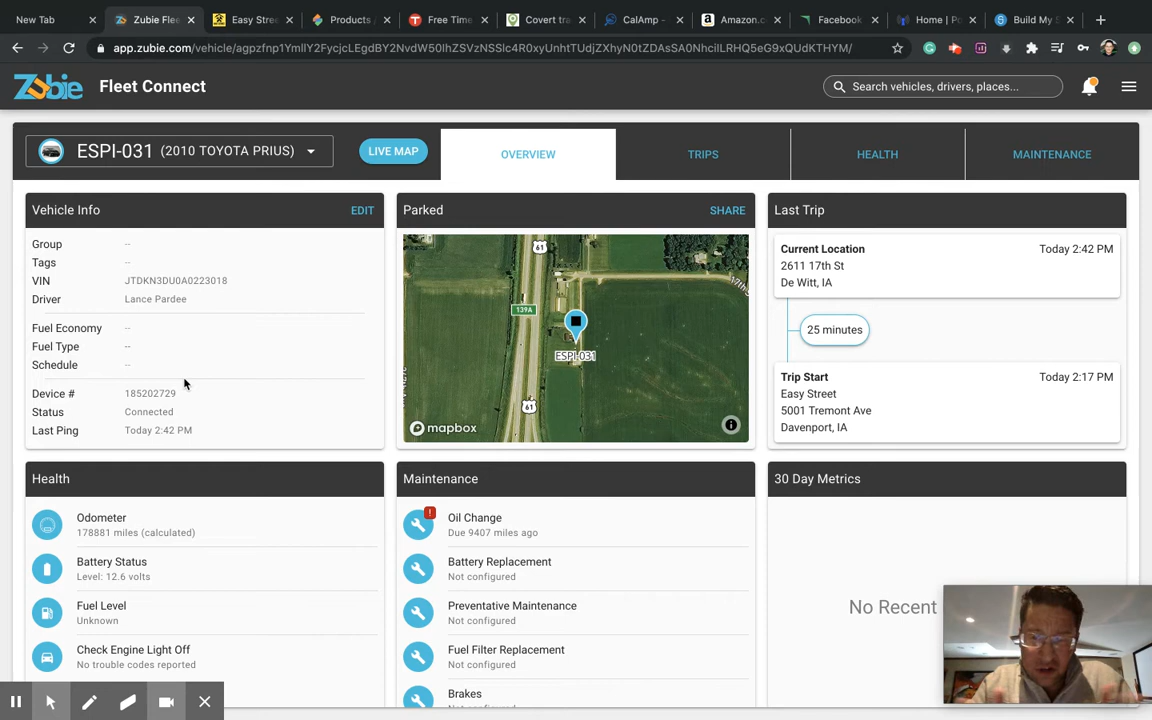 New Tab
Zubie Flee
Easy Stree
Products /
Free Time
Covert tra
CalAmp -
Amazon.c
Facebook
Home | Po
Build My S
app.zubie.com/vehicle/
Zubie Fleet Connect
Search vehicles, drivers, places...
ESPI-031 (2010 TOYOTA PRIUS)
LIVE MAP
OVERVIEW
TRIPS
HEALTH
MAINTENANCE
Vehicle Info EDIT
Group --
Tags --
VIN JTDKN3DU0A0223018
Driver Lance Pardee
Fuel Economy --
Fuel Type --
Schedule --
Device # 185202729
Status Connected
Last Ping Today 2:42 PM
Parked SHARE
61
139A
17th
ESPI-031
61
mapbox
Last Trip
Current Location Today 2:42 PM
2611 17th St
De Witt, IA
25 minutes
Trip Start Today 2:17 PM
Easy Street
5001 Tremont Ave
Davenport, IA
Health
Odometer
178881 miles (calculated)
Battery Status
Level: 12.6 volts
Fuel Level
Unknown
Check Engine Light Off
No trouble codes reported
Maintenance
Oil Change
Due 9407 miles ago
Battery Replacement
Not configured
Preventative Maintenance
Not configured
Fuel Filter Replacement
Not configured
Brakes
30 Day Metrics
No Recent